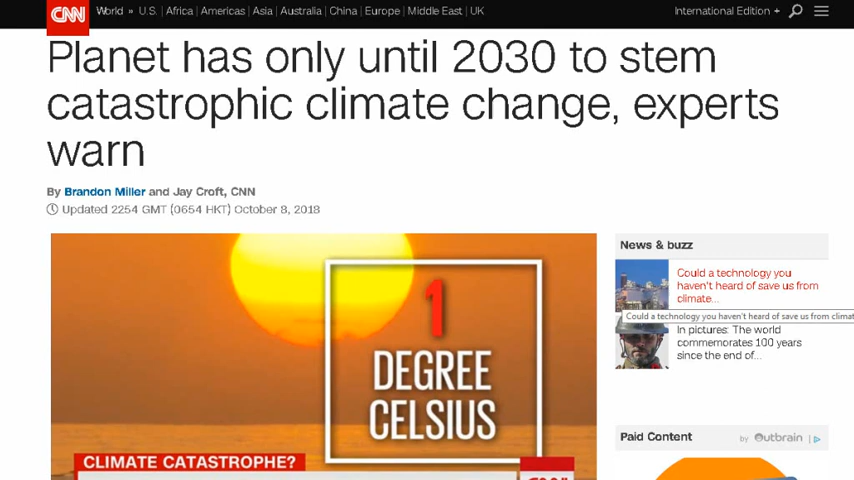 CNN World » U.S. | Africa | Americas | Asia | Australia | China | Europe | Middle East | UK International Edition +
Planet has only until 2030 to stem
catastrophic climate change, experts
warn
By Brandon Miller and Jay Croft, CNN
Updated 2254 GMT (0654 HKT) October 8, 2018
1
DEGREE
CELSIUS
CLIMATE CATASTROPHE?
CNN
News & buzz
Could a technology you
haven't heard of save us from
climate...
Could a technology you haven't heard of save us from climat
In pictures: The world
commemorates 100 years
since the end of...
Paid Content by Outbrain